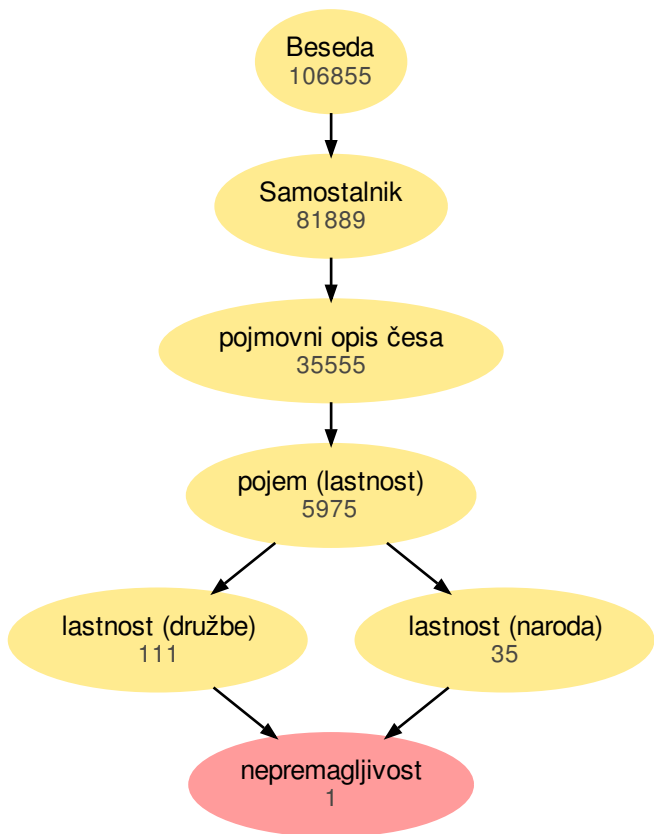 Beseda
106855
Samostalnik
81889
pojmovni opis česa
35555
pojem (lastnost)
5975
lastnost (družbe)
111
lastnost (naroda)
35
nepremagljivost
1